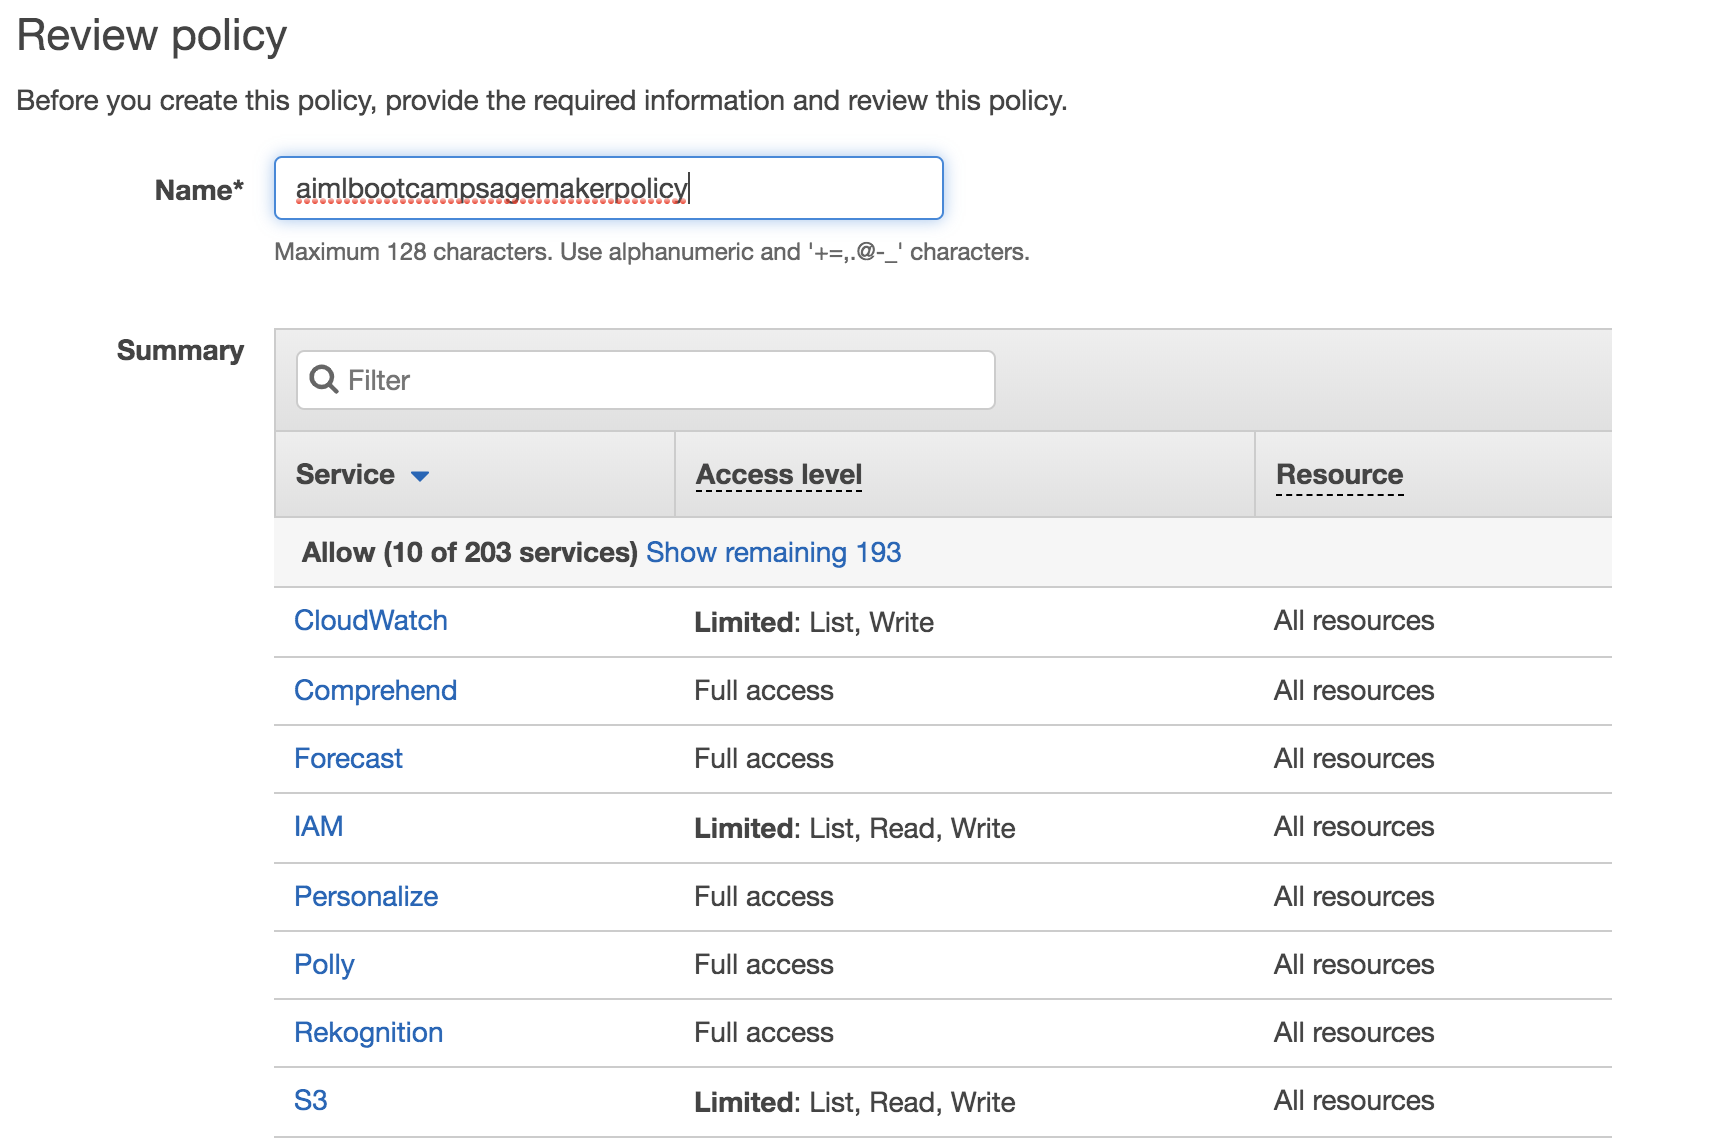 Review policy
Before you create this policy, provide the required information and review this policy.
Name* aimlbootcampsagemakerpolicy
Maximum 128 characters. Use alphanumeric and '+=,.@-_' characters.
Summary
Filter
Service Access level Resource
Allow (10 of 203 services) Show remaining 193
CloudWatch Limited: List, Write All resources
Comprehend Full access All resources
Forecast Full access All resources
IAM Limited: List, Read, Write All resources
Personalize Full access All resources
Polly Full access All resources
Rekognition Full access All resources
S3 Limited: List, Read, Write All resources